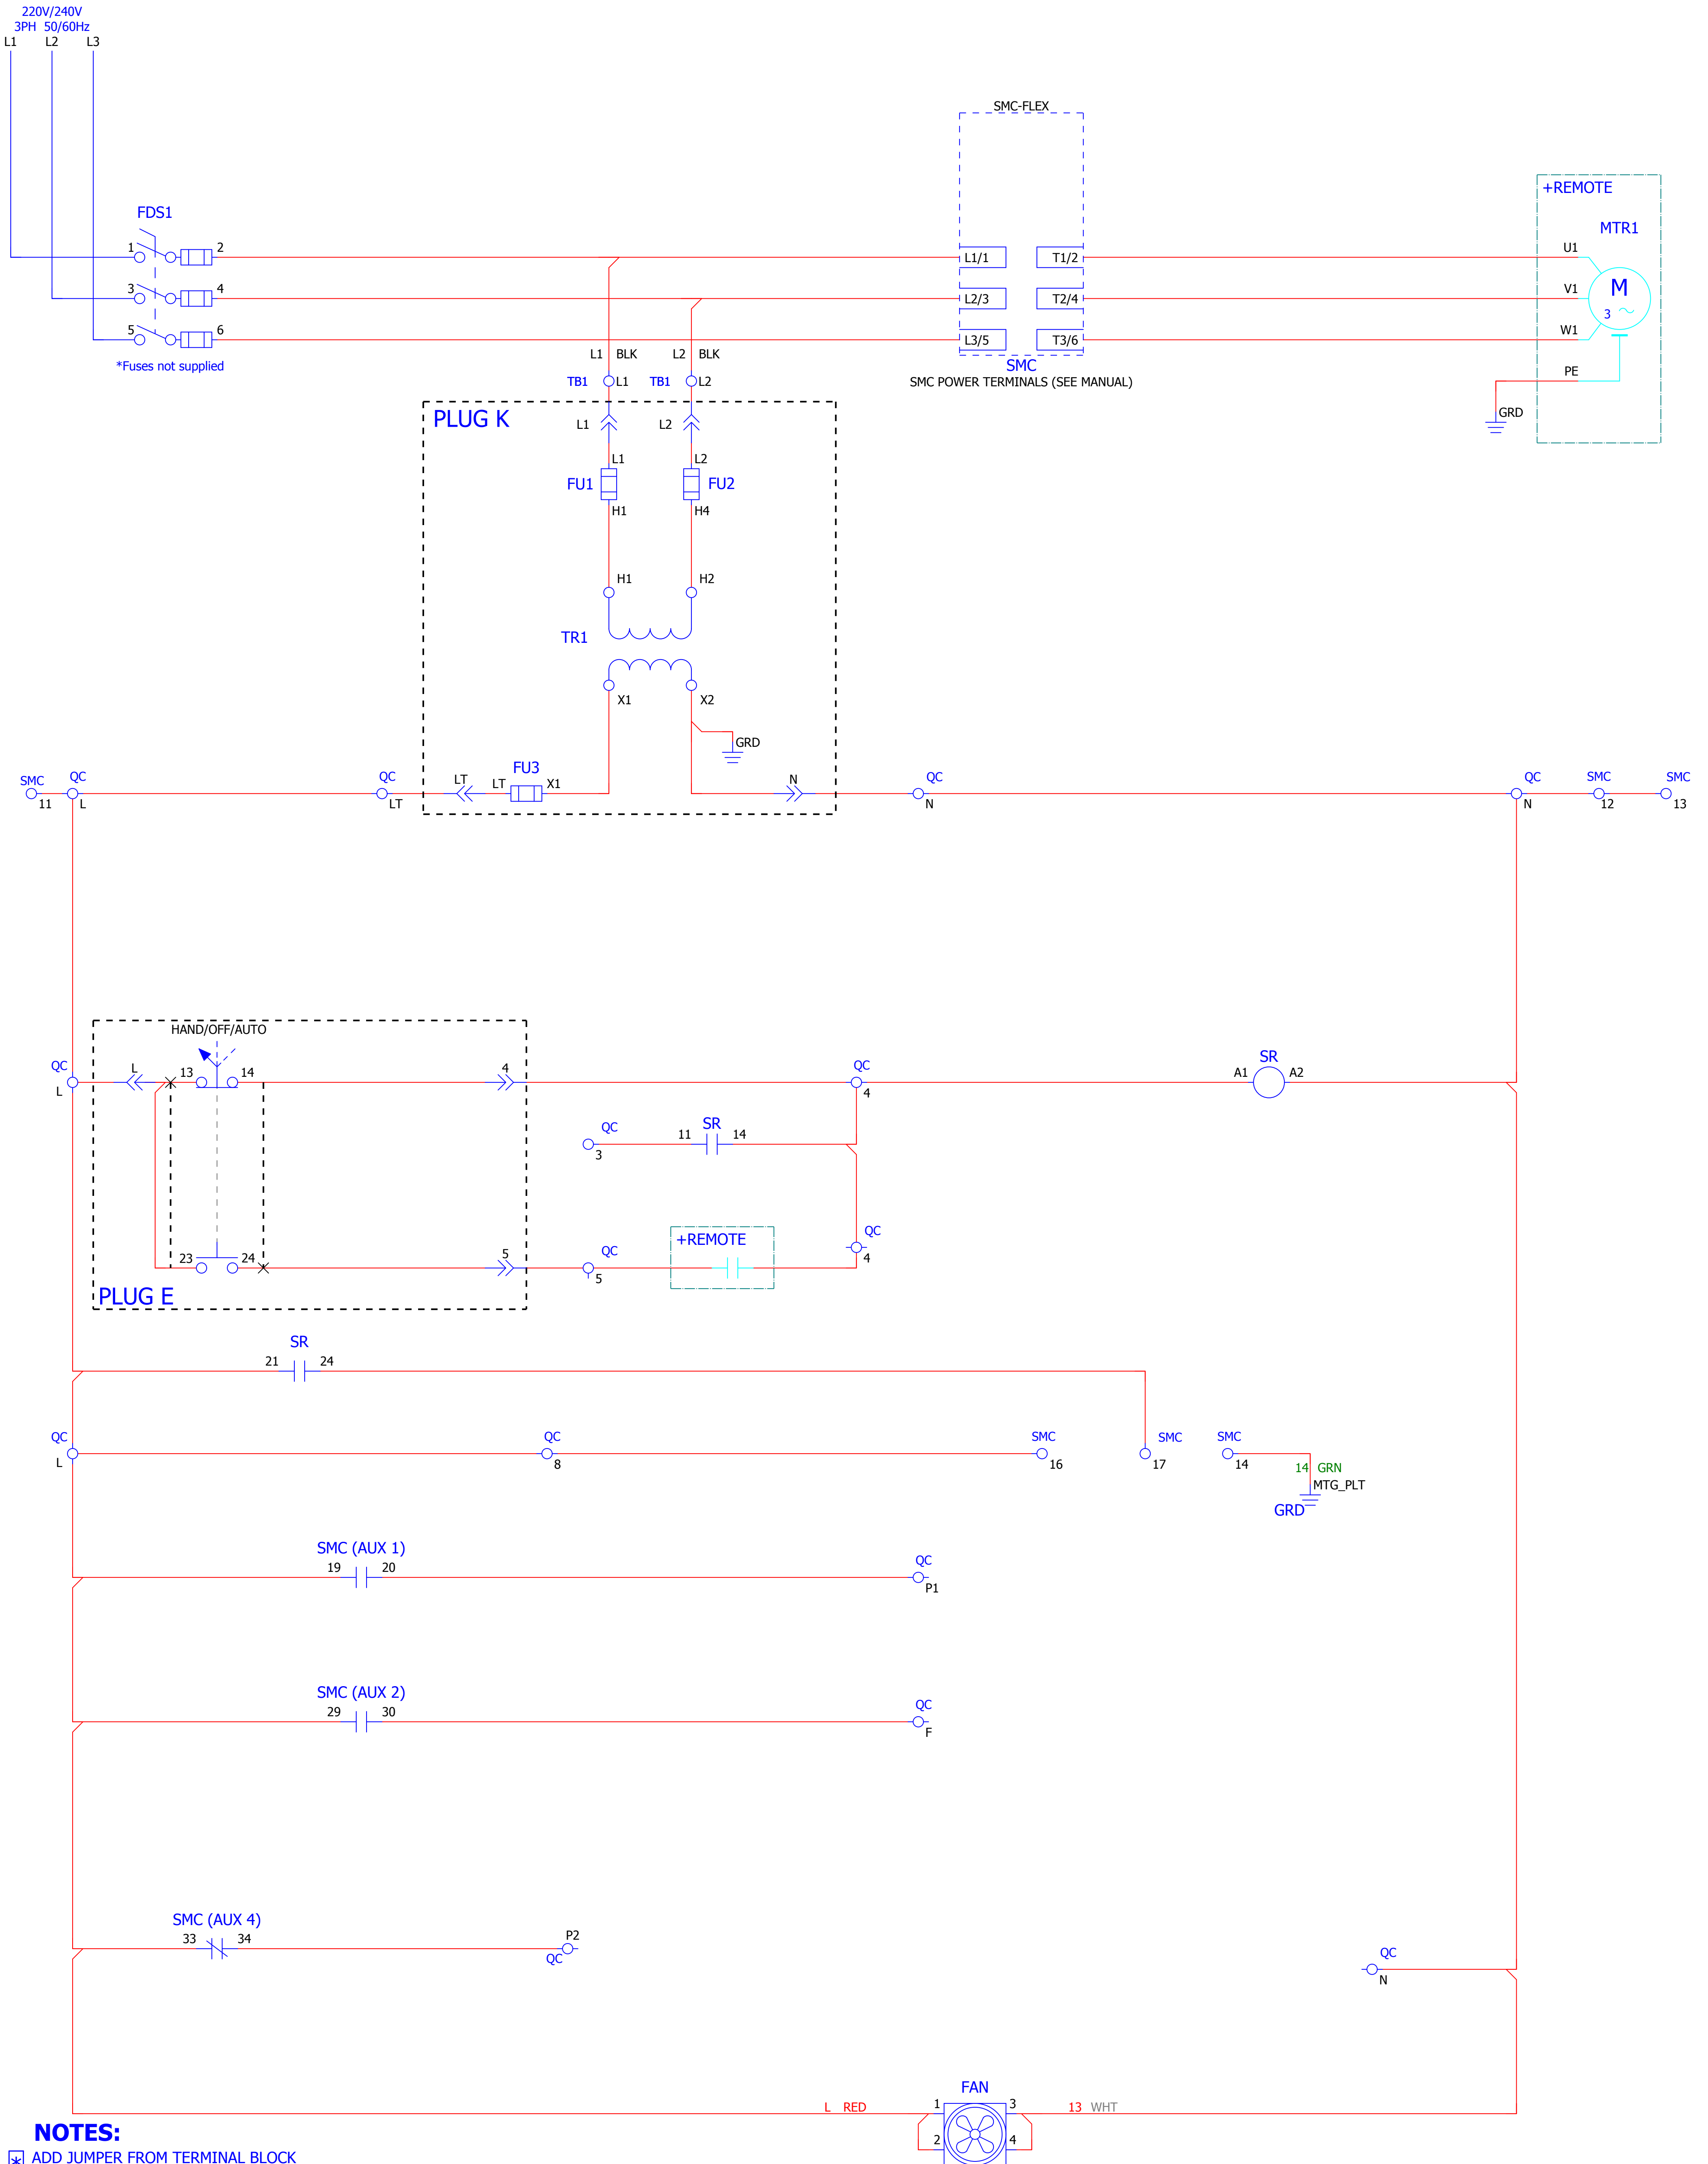 220V/240V
3PH 50/60Hz
L1 L2 L3
SMC-FLEX
+REMOTE
MTR1
FDS1
1 2
3 4
5 6
*Fuses not supplied
L1/1 T1/2
L2/3 T2/4
L3/5 T3/6
SMC
SMC POWER TERMINALS (SEE MANUAL)
U1
V1
W1
PE
M
3
GRD
L1 BLK L2 BLK
TB1 L1 TB1 L2
PLUG K
L1 L2
L1 L2
FU1 FU2
H1 H4
H1 H2
TR1
X1 X2
GRD
SMC QC QC LT LT FU3 X1 N QC QC SMC SMC
11 L LT N N 12 13
HAND/OFF/AUTO
QC L 13 14 4 QC SR
L 4 A1 A2
QC 11 SR 14
3
+REMOTE QC
4
23 24 5 QC
5
PLUG E
SR
21 24
QC QC SMC SMC SMC
L 8 16 17 14
14 GRN
MTG_PLT
GRD
SMC (AUX 1)
19 20 QC
P1
SMC (AUX 2)
29 30 QC
F
SMC (AUX 4)
33 34 P2
QC
QC
N
FAN
L RED 1 3 13 WHT
2 4
NOTES:
* ADD JUMPER FROM TERMINAL BLOCK